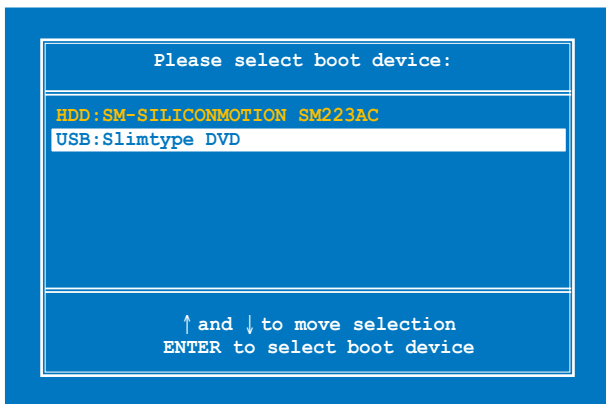 Please select boot device:
HDD:SM-SILICONMOTION SM223AC
USB:Slimtype DVD
↑ and ↓ to move selection
ENTER to select boot device